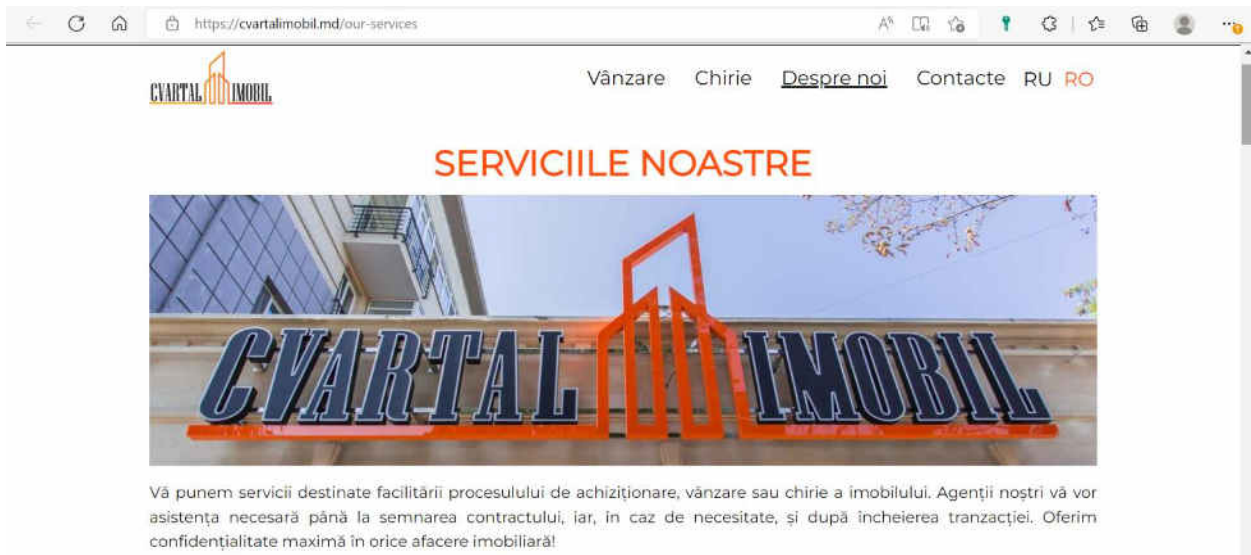 https://cvartalimobil.md/our-services
CVARTAL IMOBIL
Vânzare Chirie Despre noi Contacte RU RO
SERVICIILE NOASTRE
CVARTAL IMOBIL
Vă punem servicii destinate facilitării procesulului de achiziționare, vânzare sau chirie a imobilului. Agenții noștri vă vor
asistența necesară până la semnarea contractului, iar, în caz de necesitate, și după încheierea tranzacției. Oferim
confidențialitate maximă în orice afacere imobiliară!